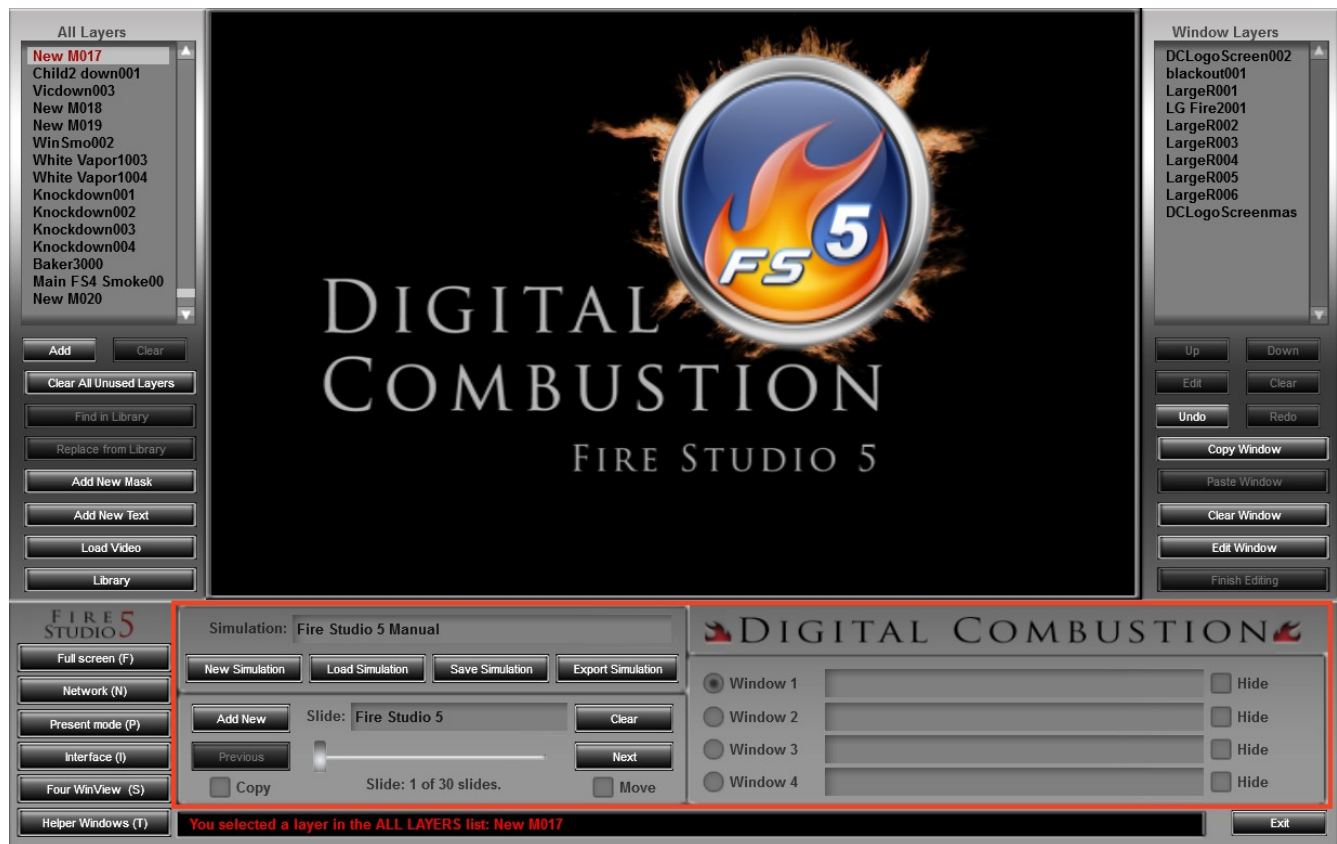 All Layers
New M017
Child2 down001
Vicdown003
New M018
New M019
WinSmo002
White Vapor1003
White Vapor1004
Knockdown001
Knockdown002
Knockdown003
Knockdown004
Baker3000
Main FS4 Smoke00
New M020
Add
Clear
Clear All Unused Layers
Find in Library
Replace from Library
Add New Mask
Add New Text
Load Video
Library
FS 5
DIGITAL
COMBUSTION
FIRE STUDIO 5
Window Layers
DCLogoScreen002
blackout001
LargeR001
LG Fire2001
LargeR002
LargeR003
LargeR004
LargeR005
LargeR006
DCLogoScreenmas
Up
Down
Edit
Clear
Undo
Redo
Copy Window
Paste Window
Clear Window
Edit Window
Finish Editing
FIRE 5
STUDIO
Full screen (F)
Network (N)
Present mode (P)
Interface (I)
Four WinView (S)
Helper Windows (T)
Simulation: Fire Studio 5 Manual
New Simulation
Load Simulation
Save Simulation
Export Simulation
Add New
Slide: Fire Studio 5
Clear
Previous
Next
Copy
Slide: 1 of 30 slides.
Move
DIGITAL COMBUSTION
Window 1
Hide
Window 2
Hide
Window 3
Hide
Window 4
Hide
You selected a layer in the ALL LAYERS list: New M017
Exit